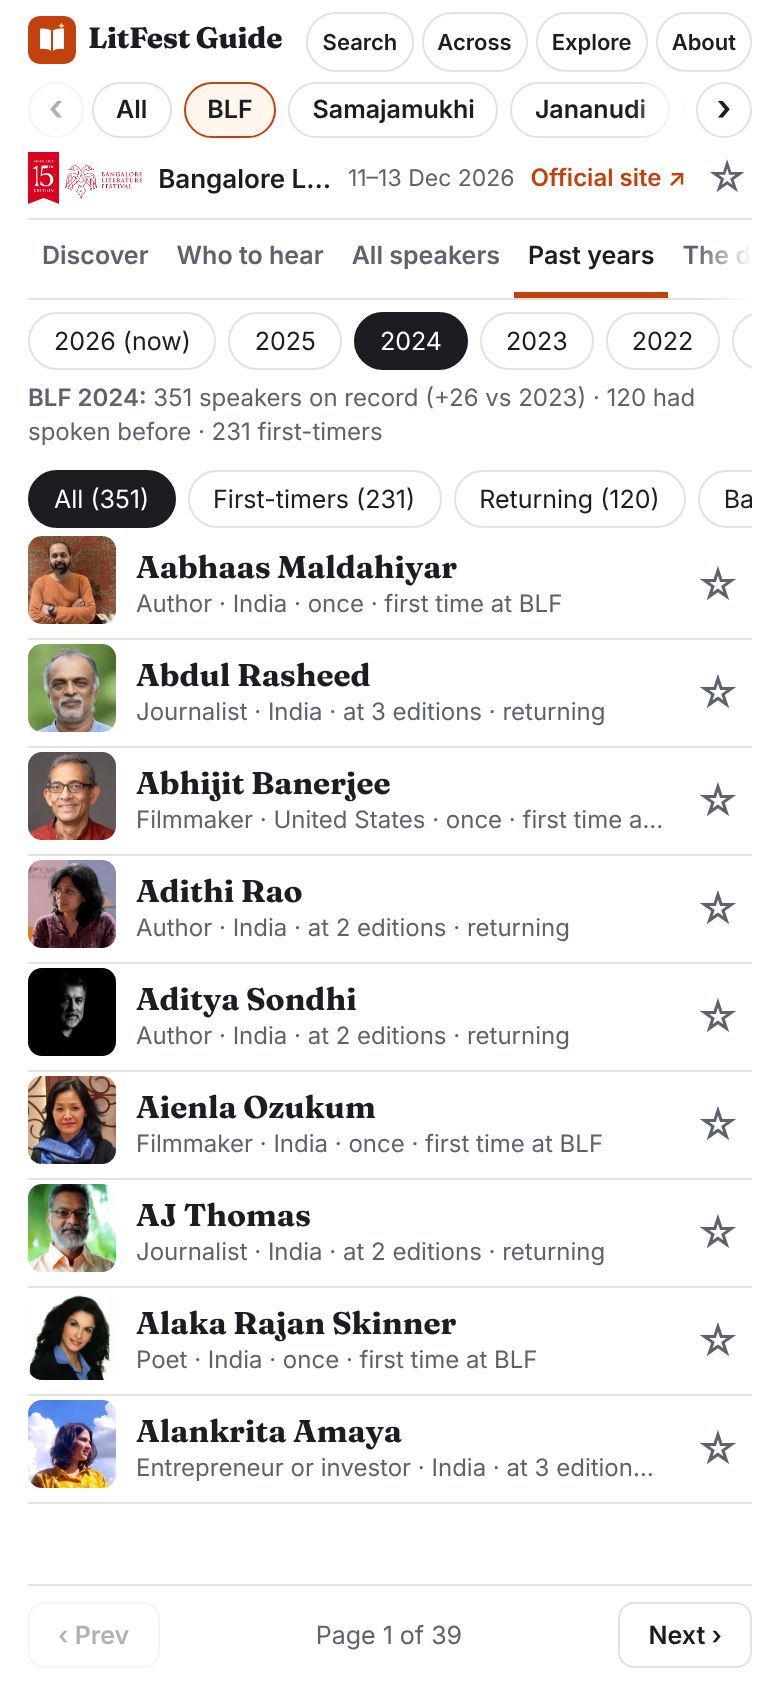 LitFest Guide
Search
Across
Explore
About
‹
All
BLF
Samajamukhi
Jananudi
›
15
EDITION
BANGALORE
LITERATURE
FESTIVAL
Bangalore L...
11–13 Dec 2026
Official site ↗
Discover
Who to hear
All speakers
Past years
The d
2026 (now)
2025
2024
2023
2022
BLF 2024: 351 speakers on record (+26 vs 2023) · 120 had
spoken before · 231 first-timers
All (351)
First-timers (231)
Returning (120)
Ba
Aabhaas Maldahiyar
Author · India · once · first time at BLF
Abdul Rasheed
Journalist · India · at 3 editions · returning
Abhijit Banerjee
Filmmaker · United States · once · first time a...
Adithi Rao
Author · India · at 2 editions · returning
Aditya Sondhi
Author · India · at 2 editions · returning
Aienla Ozukum
Filmmaker · India · once · first time at BLF
AJ Thomas
Journalist · India · at 2 editions · returning
Alaka Rajan Skinner
Poet · India · once · first time at BLF
Alankrita Amaya
Entrepreneur or investor · India · at 3 edition...
‹ Prev
Page 1 of 39
Next ›